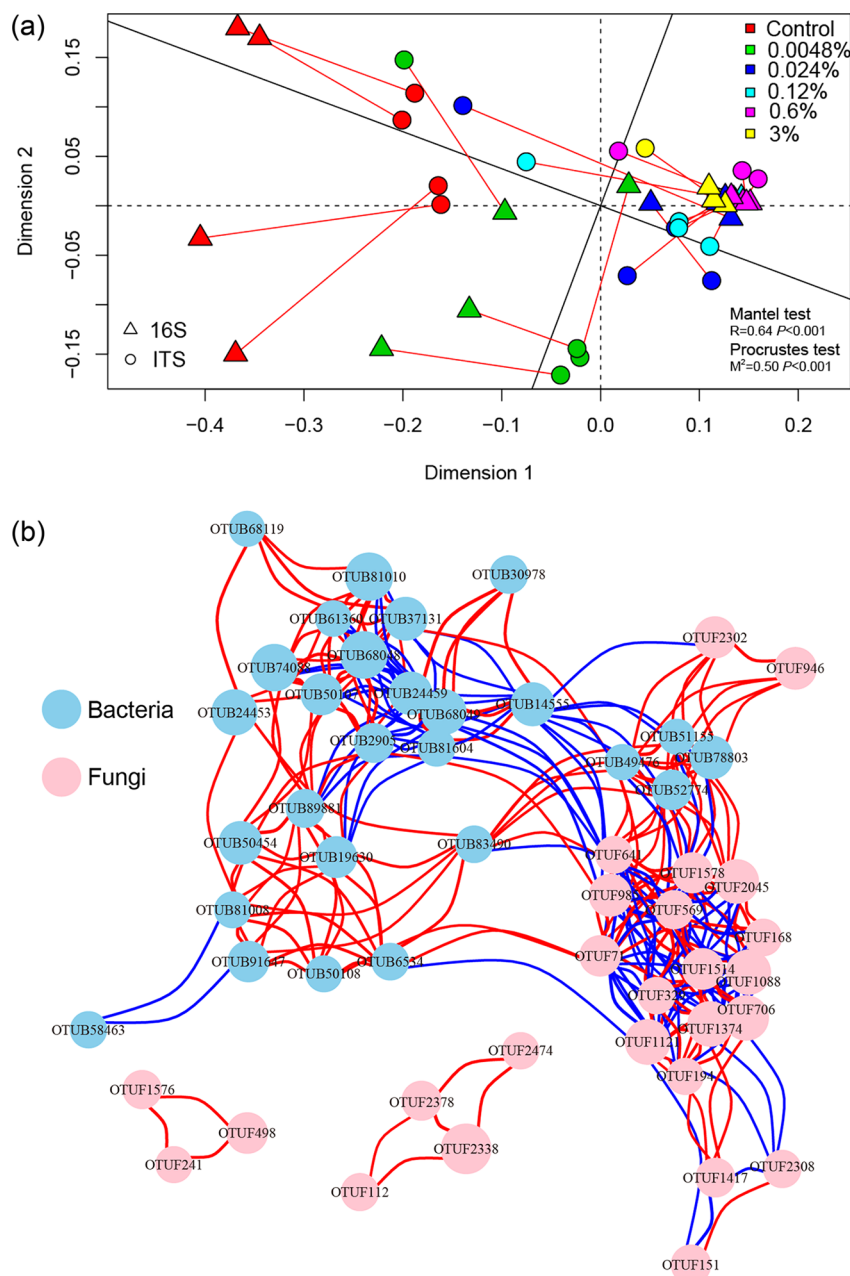 (a)
Control
0.0048%
0.024%
0.12%
0.6%
3%
0.15
0.05
−0.05
−0.15
Dimension 2
16S
ITS
Mantel test
R=0.64 P<0.001
Procrustes test
M²=0.50 P<0.001
−0.4 −0.3 −0.2 −0.1 0.0 0.1 0.2
Dimension 1
(b)
OTUB68119
OTUB81010
OTUB30978
OTUB61360
OTUB37131
OTUF2302
OTUB68048
OTUF946
OTUB74088
OTUB24459
Bacteria
OTUB24453
OTUB14555
OTUB51155
OTUB2905
OTUB81604
OTUB49476
OTUB78803
Fungi
OTUB52774
OTUB89881
OTUB50454
OTUB19630
OTUB83490
OTUF641
OTUF1578
OTUF2045
OTUF569
OTUB81008
OTUF168
OTUB91647
OTUB50108
OTUB6554
OTUF71
OTUF1514
OTUF1088
OTUF706
OTUF1374
OTUB58463
OTUF1121
OTUF194
OTUF2474
OTUF1576
OTUF2378
OTUF498
OTUF241
OTUF2338
OTUF112
OTUF1417
OTUF2308
OTUF151